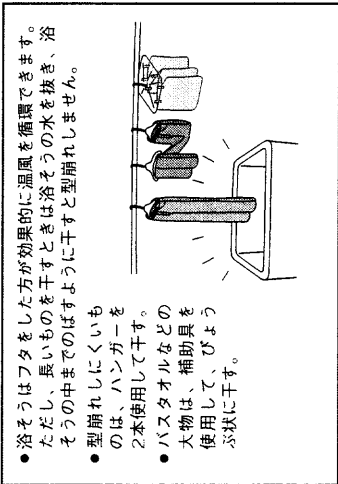 ●浴そうはフタをした方が効果的に温風を循環できます。
ただし、長いものを干すときは浴そうの水を抜き、浴
そうの中までのばすように干すと型崩れしません。
●型崩れしにくいも
のは、ハンガーを
2本使用して干す。
●バスタオルなどの
大物は、補助具を
使用して、びょう
ぶ状に干す。